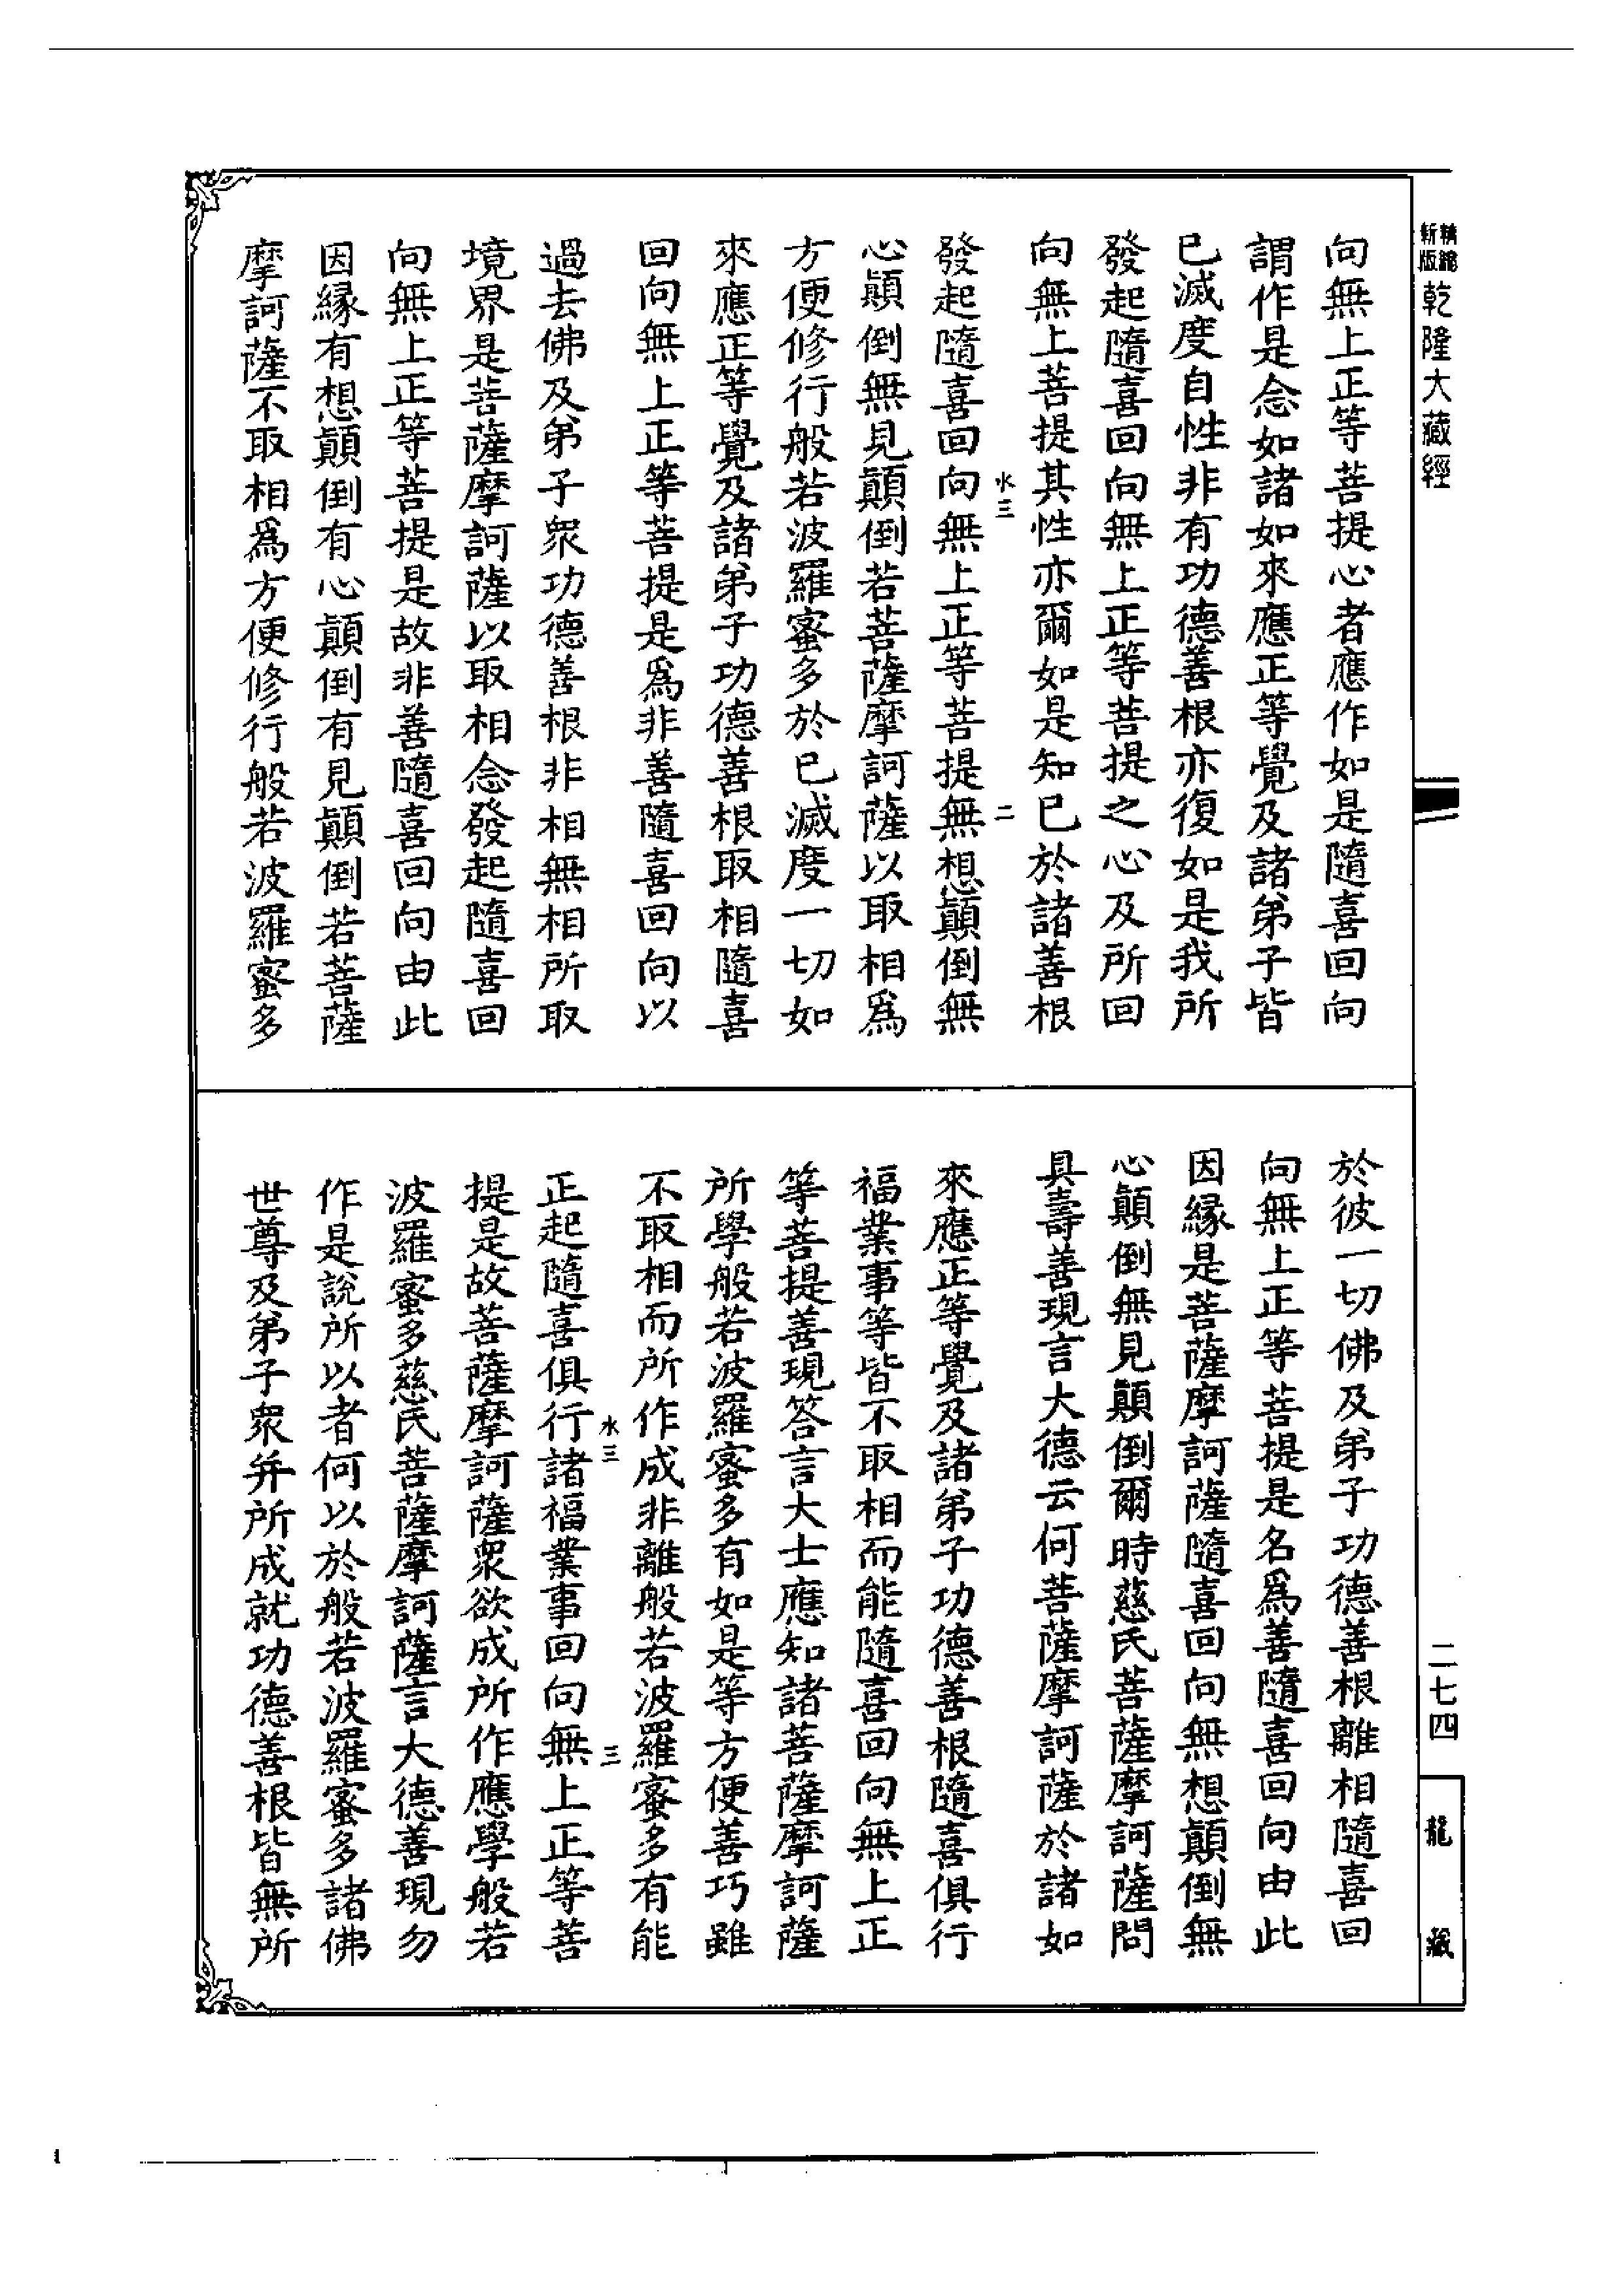 精縮新版乾隆大藏經
向無上正等菩提心者應作如是隨喜回向
謂作是念如諸如來應正等覺及諸弟子皆
已滅度自性非有功德善根亦復如是我所
發起隨喜回向無上正等菩提之心及所回
向無上菩提其性亦爾如是知已於諸善根
水三 二
發起隨喜回向無上正等菩提無想顛倒無
心顛倒無見顛倒若菩薩摩訶薩以取相爲
方便修行般若波羅蜜多於已滅度一切如
來應正等覺及諸弟子功德善根取相隨喜
回向無上正等菩提是爲非善隨喜回向以
過去佛及弟子衆功德善根非相無相所取
境界是菩薩摩訶薩以取相念發起隨喜回
向無上正等菩提是故非善隨喜回向由此
因緣有想顛倒有心顛倒有見顛倒若菩薩
摩訶薩不取相爲方便修行般若波羅蜜多
於彼一切佛及弟子功德善根離相隨喜回
向無上正等菩提是名爲善隨喜回向由此
因緣是菩薩摩訶薩隨喜回向無想顛倒無
心顛倒無見顛倒爾時慈氏菩薩摩訶薩問
具壽善現言大德云何菩薩摩訶薩於諸如
來應正等覺及諸弟子功德善根隨喜俱行
福業事等皆不取相而能隨喜回向無上正
等菩提善現答言大士應知諸菩薩摩訶薩
所學般若波羅蜜多有如是等方便善巧雖
不取相而所作成非離般若波羅蜜多有能
水三 三
正起隨喜俱行諸福業事回向無上正等菩
提是故菩薩摩訶薩衆欲成所作應學般若
波羅蜜多慈氏菩薩摩訶薩言大德善現勿
作是說所以者何以於般若波羅蜜多諸佛
世尊及弟子衆并所成就功德善根皆無所
二七四
龍藏
1